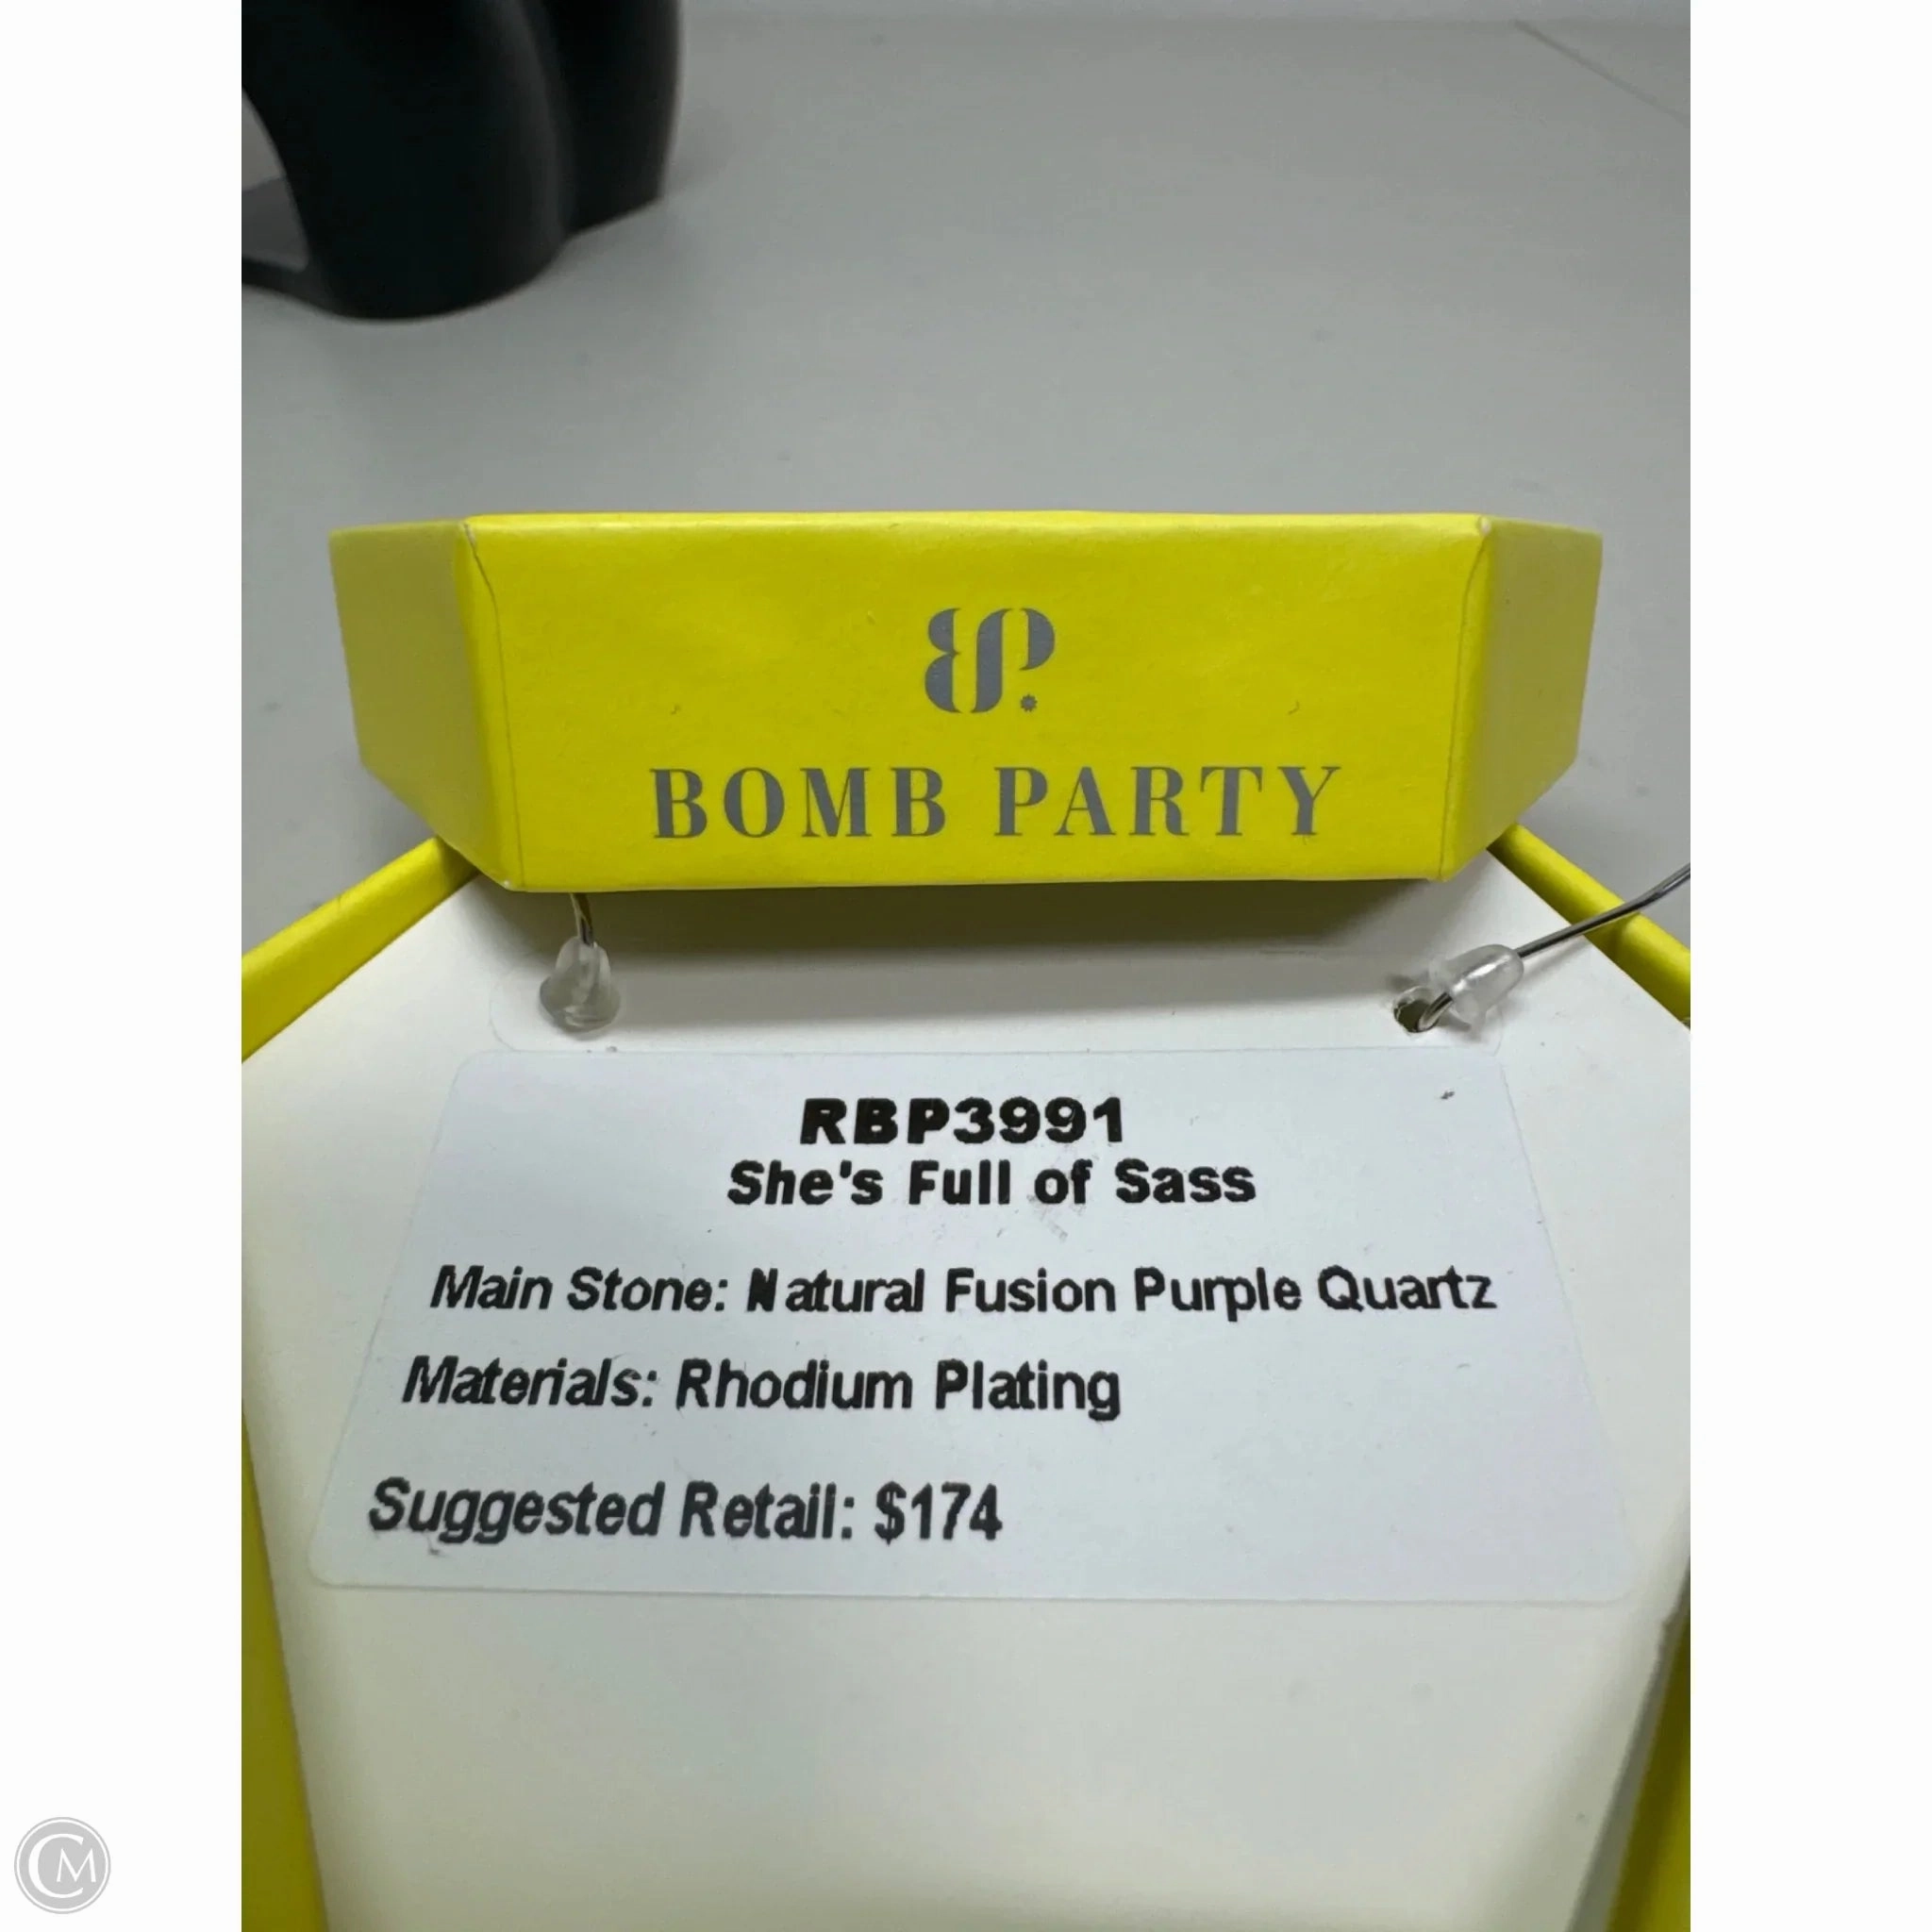 BP.
BOMB PARTY
RBP3991
She's Full of Sass
Main Stone: Natural Fusion Purple Quartz
Materials: Rhodium Plating
Suggested Retail: $174
CM